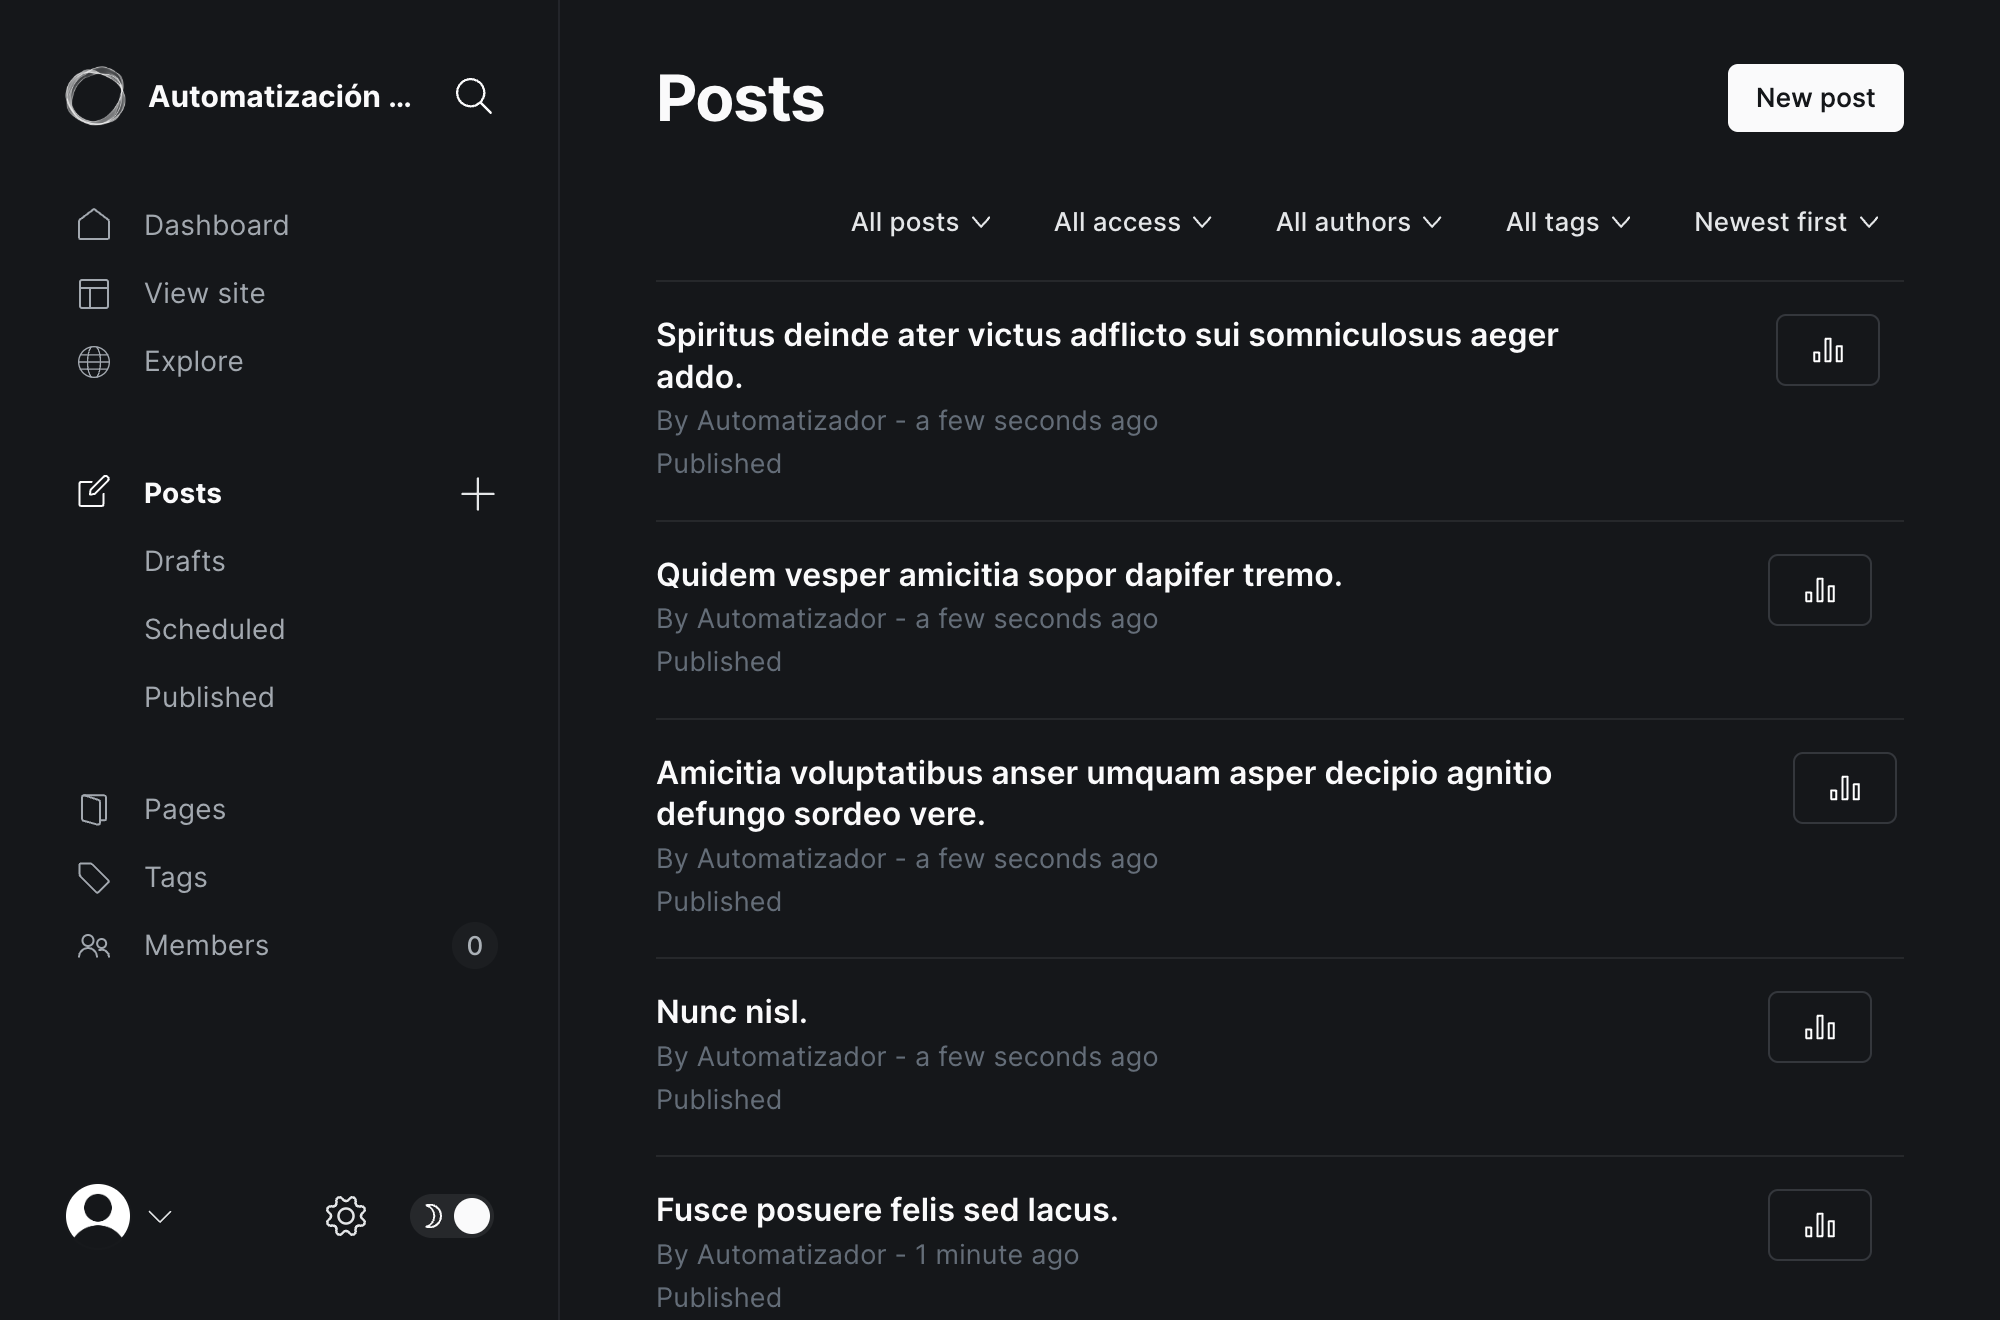 Automatización ...
Dashboard
View site
Explore
Posts
Drafts
Scheduled
Published
Pages
Tags
Members
0
Posts
New post
All posts
All access
All authors
All tags
Newest first
Spiritus deinde ater victus adflicto sui somniculosus aeger
addo.
By Automatizador - a few seconds ago
Published
Quidem vesper amicitia sopor dapifer tremo.
By Automatizador - a few seconds ago
Published
Amicitia voluptatibus anser umquam asper decipio agnitio
defungo sordeo vere.
By Automatizador - a few seconds ago
Published
Nunc nisl.
By Automatizador - a few seconds ago
Published
Fusce posuere felis sed lacus.
By Automatizador - 1 minute ago
Published